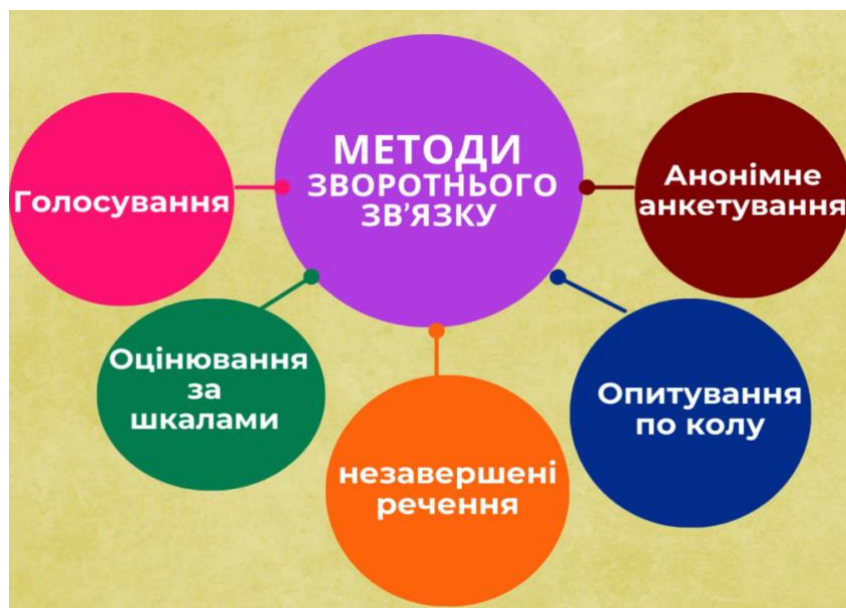 МЕТОДИ
ЗВОРОТНЬОГО
ЗВ’ЯЗКУ
Голосування
Оцінювання
за
шкалами
незавершені
речення
Опитування
по колу
Анонімне
анкетування